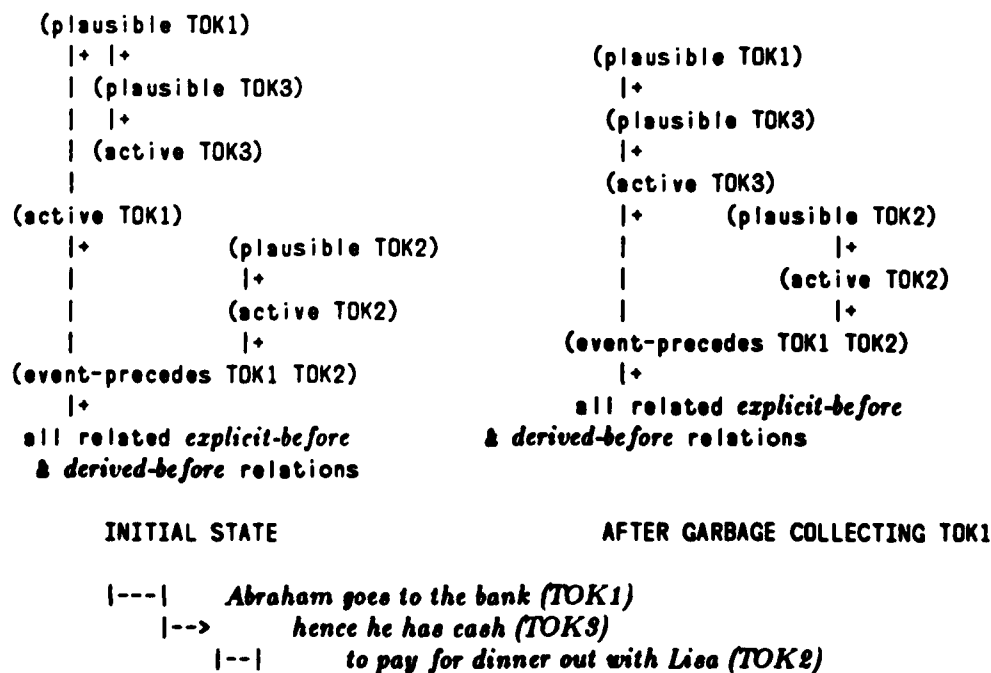 (plausible TOK1)
|+ |+
| (plausible TOK3)
| |+
| (active TOK3)
|
(active TOK1)
|+ (plausible TOK2)
| |+
| (active TOK2)
| |+
(event-precedes TOK1 TOK2)
|+
all related explicit-before
& derived-before relations
INITIAL STATE
(plausible TOK1)
|+
(plausible TOK3)
|+
(active TOK3)
|+ (plausible TOK2)
| |+
| (active TOK2)
| |+
(event-precedes TOK1 TOK2)
|+
all related explicit-before
& derived-before relations
AFTER GARBAGE COLLECTING TOK1
|---| Abraham goes to the bank (TOK1)
|--> hence he has cash (TOK3)
|--| to pay for dinner out with Lisa (TOK2)